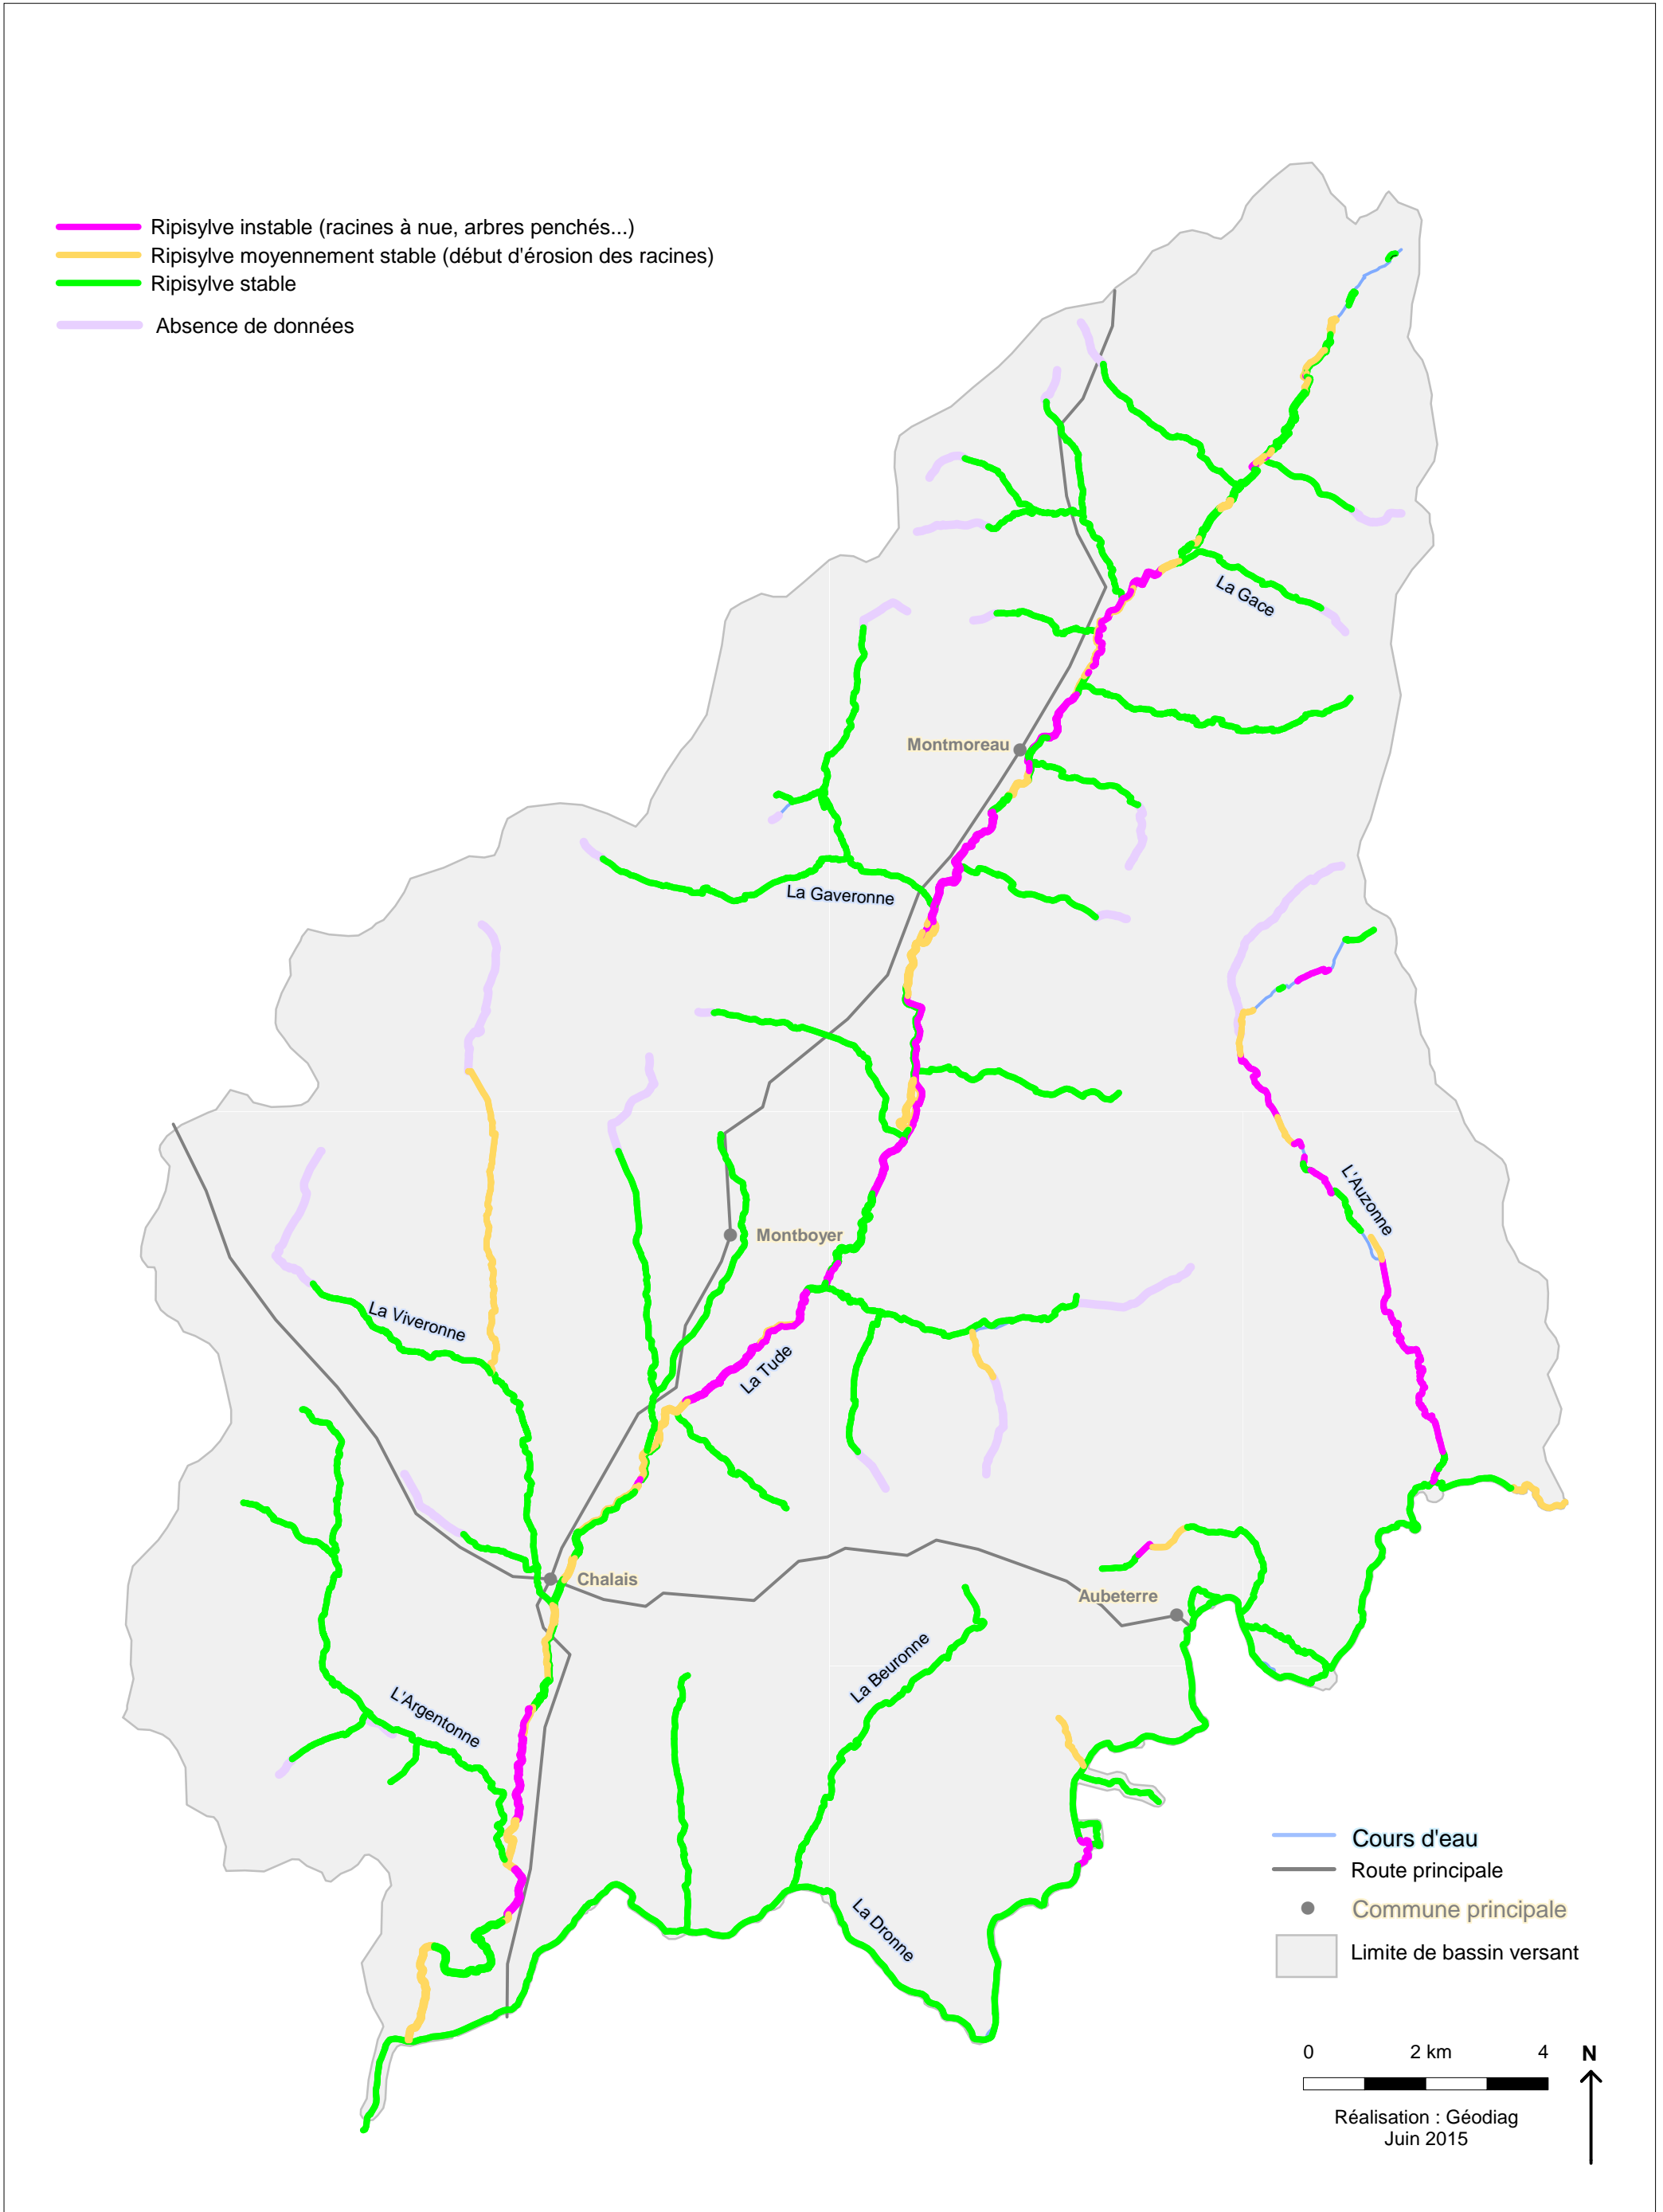 Ripisylve instable (racines à nue, arbres penchés...)
Ripisylve moyennement stable (début d'érosion des racines)
Ripisylve stable
Absence de données
La Gace
Montmoreau
La Gaveronne
L'Auzonne
Montboyer
La Viveronne
La Tude
Chalais
Aubeterre
La Beuronne
L'Argentonne
La Dronne
Cours d'eau
Route principale
Commune principale
Limite de bassin versant
0 2 km 4
N
Réalisation : Géodiag
Juin 2015